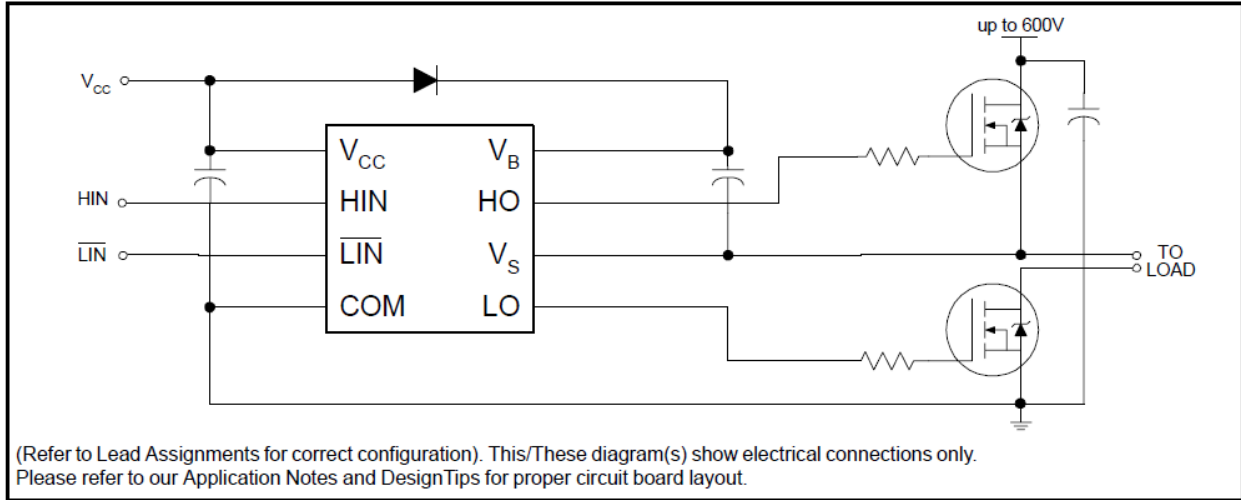 up to 600V
VCC
VCC VB
HIN HIN HO
LIN LIN VS
TO
LOAD
COM LO
(Refer to Lead Assignments for correct configuration). This/These diagram(s) show electrical connections only.
Please refer to our Application Notes and DesignTips for proper circuit board layout.